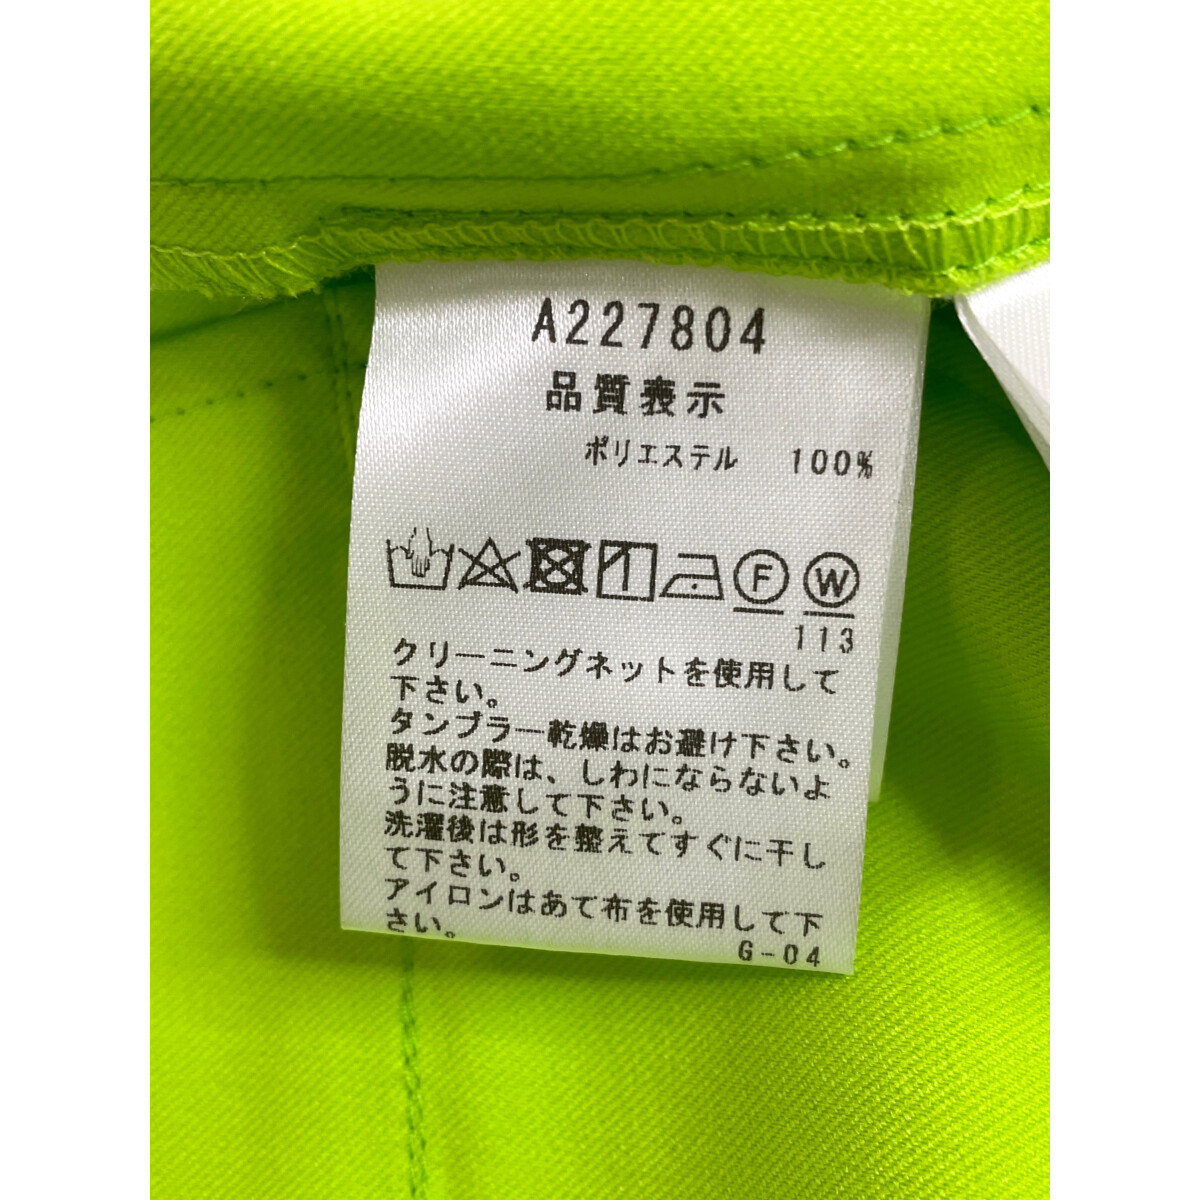 A227804
品質表示
ポリエステル 100%
F W
113
クリーニングネットを使用して
下さい。
タンブラー乾燥はお避け下さい。
脱水の際は、しわにならないよ
うに注意して下さい。
洗濯後は形を整えてすぐに干し
て下さい。
アイロンはあて布を使用して下
さい。
G-04